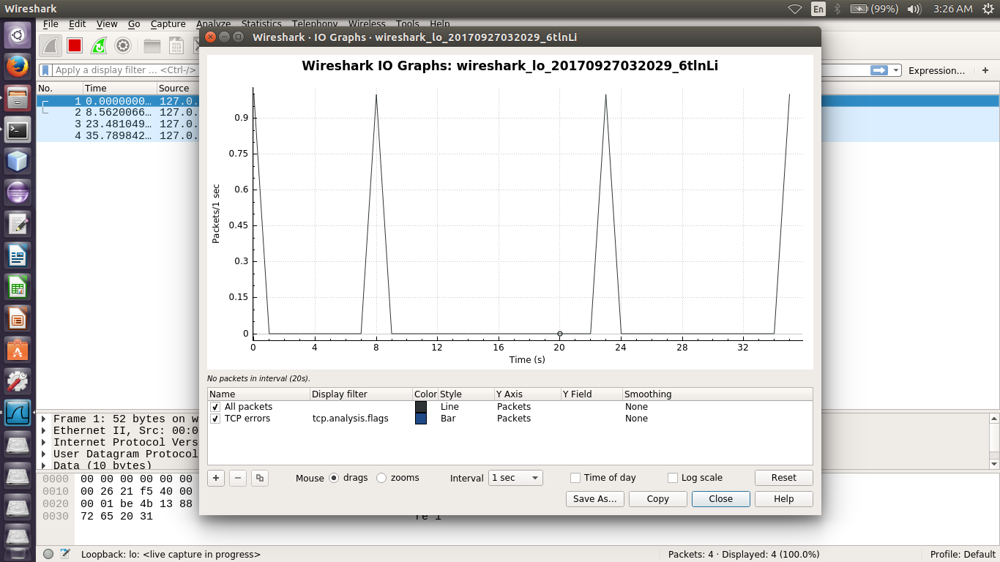 Wireshark
En
(99%)
3:26 AM
File Edit View Go Capture Analyze Statistics Telephony Wireless Tools Help
Wireshark · IO Graphs · wireshark_lo_20170927032029_6tlnLi
Apply a display filter ... <Ctrl-/>
Expression...
+
No. Time Source
1 0.0000000… 127.0.
2 8.5620066… 127.0.
3 23.481049… 127.0.
4 35.789842… 127.0.
Wireshark IO Graphs: wireshark_lo_20170927032029_6tlnLi
Packets/1 sec
0.9
0.75
0.6
0.45
0.3
0.15
0
0 4 8 12 16 20 24 28 32
Time (s)
No packets in interval (20s).
Name Display filter Color Style Y Axis Y Field Smoothing
All packets Line Packets None
TCP errors tcp.analysis.flags Bar Packets None
Mouse drags zooms Interval 1 sec Time of day Log scale Reset
Save As... Copy Close Help
Frame 1: 52 bytes on w
Ethernet II, Src: 00:0
Internet Protocol Vers
User Datagram Protocol
Data (10 bytes)
0000 00 00 00 00 00 00
0010 00 26 21 f5 40 00
0020 00 01 be 4b 13 88
0030 72 65 20 31 re 1
Loopback: lo: <live capture in progress>
Packets: 4 · Displayed: 4 (100.0%)
Profile: Default